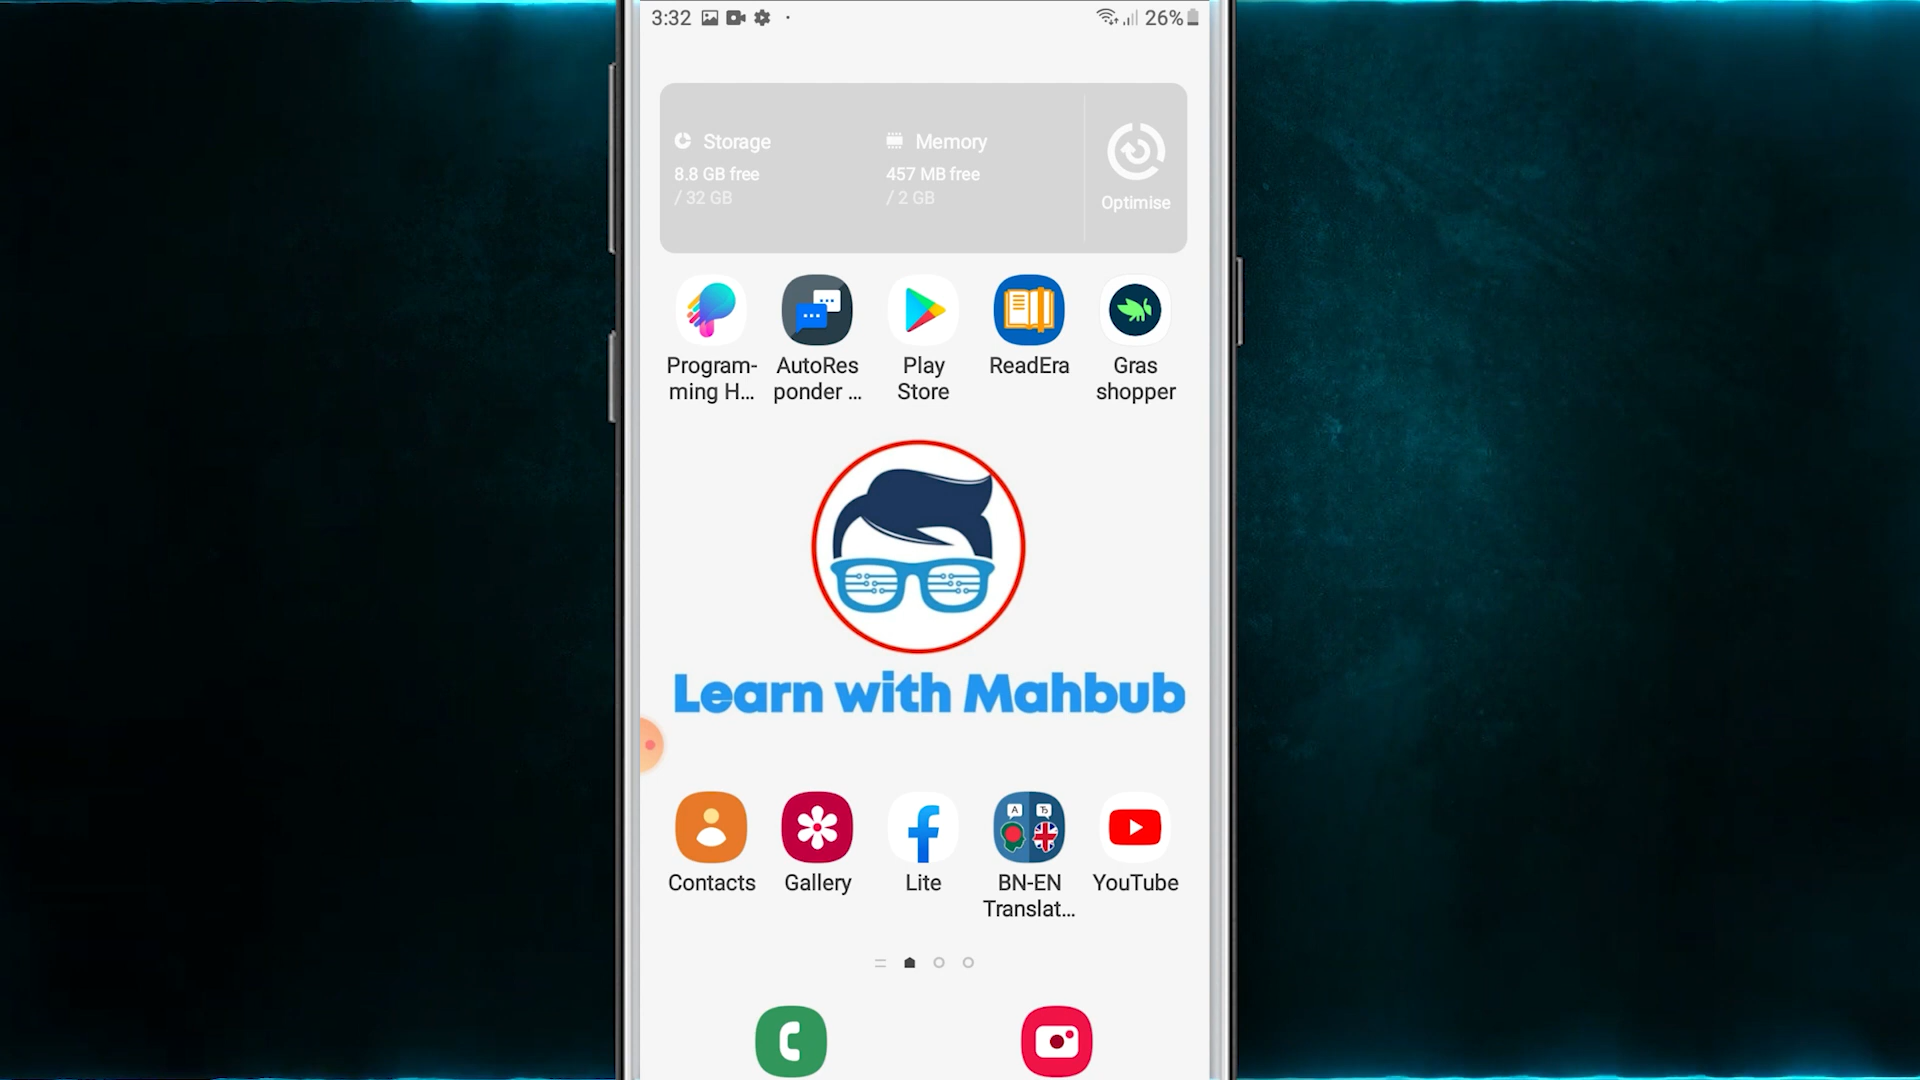 3:32
26%
Storage
8.8 GB free
/ 32 GB
Memory
457 MB free
/ 2 GB
Optimise
Program-
ming H...
AutoRes
ponder ...
Play
Store
ReadEra
Gras
shopper
Learn with Mahbub
Contacts
Gallery
Lite
BN-EN
Translat...
YouTube